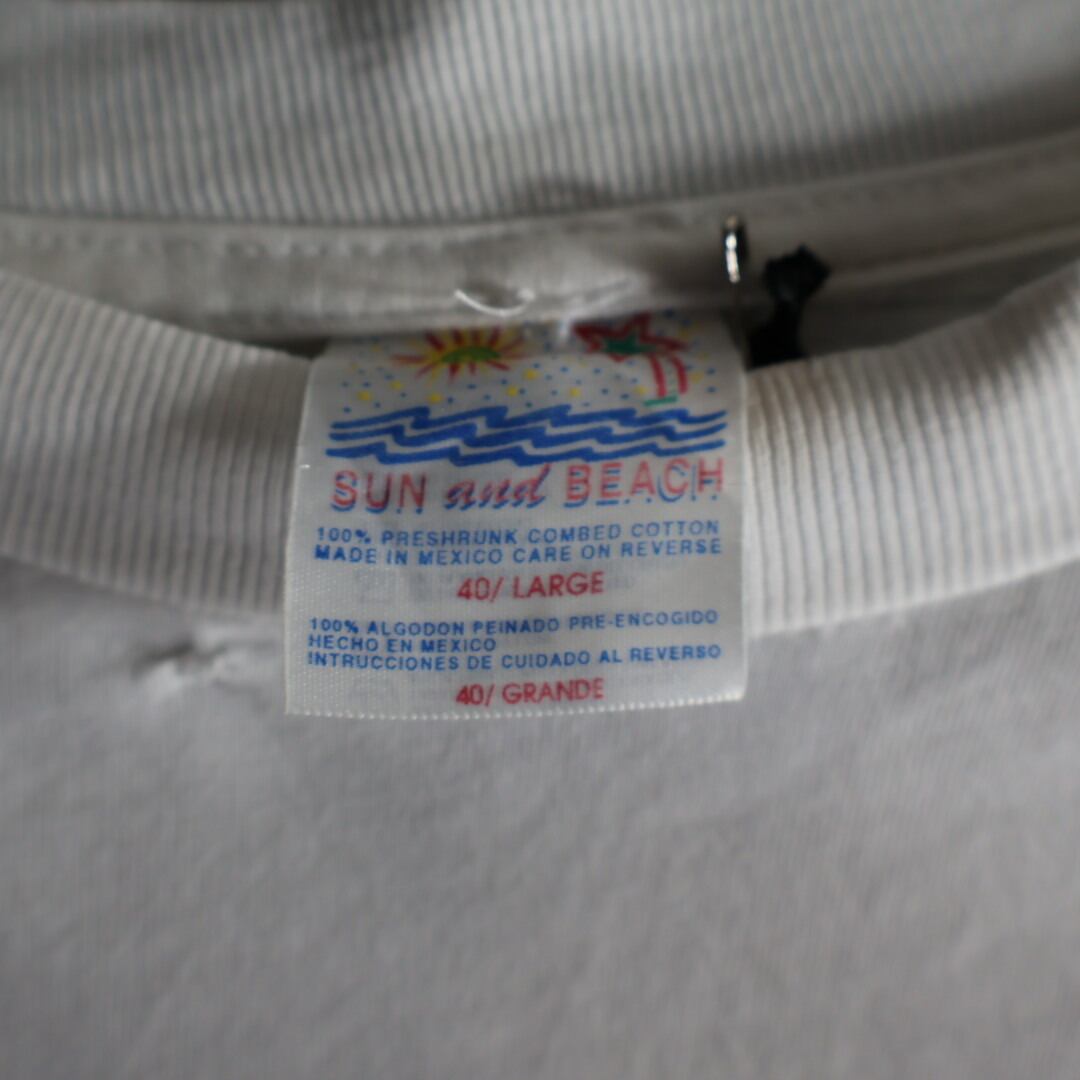 SUN and BEACH
100% PRESHRUNK COMBED COTTON
MADE IN MEXICO CARE ON REVERSE
40/ LARGE
100% ALGODON PEINADO PRE-ENCOGIDO
HECHO EN MEXICO
INTRUCCIONES DE CUIDADO AL REVERSO
40/ GRANDE